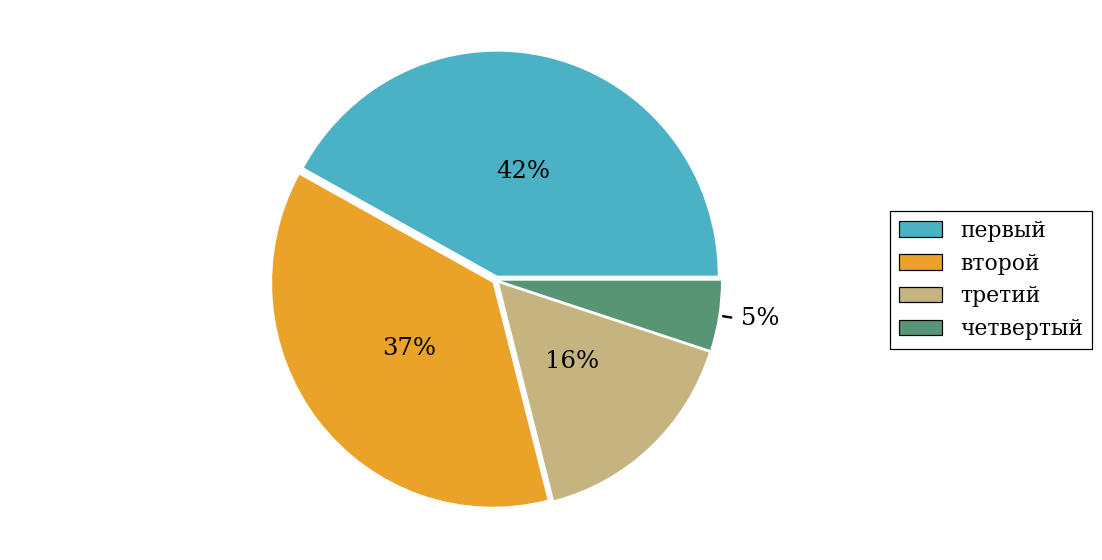 42%
37%
16%
5%
первый
второй
третий
четвертый